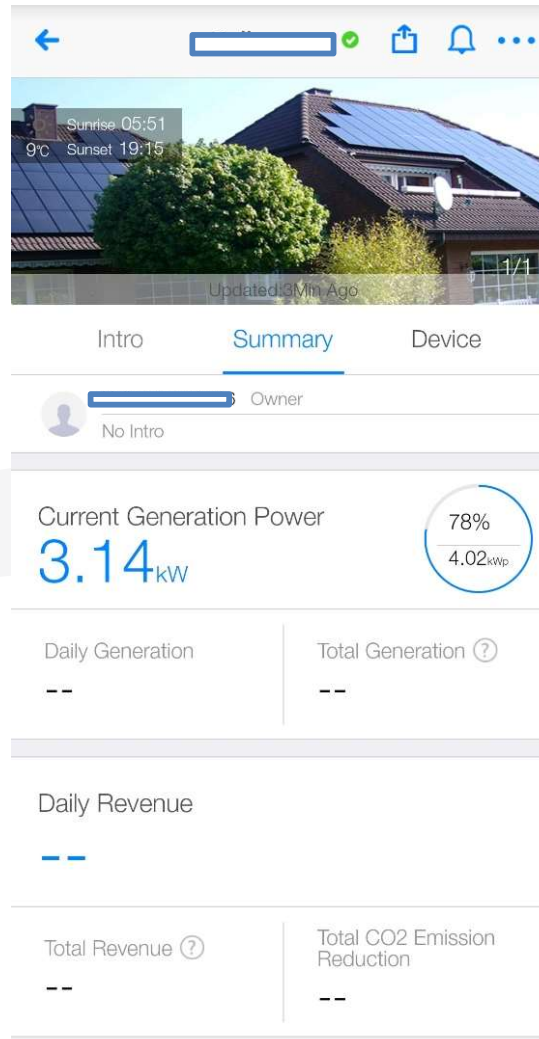 Sunrise 05:51
9°C Sunset 19:15
1/1
Updated:3Min Ago
Intro Summary Device
Owner
No Intro
Current Generation Power
3.14kW
78%
4.02kWp
Daily Generation
--
Total Generation ?
--
Daily Revenue
--
Total Revenue ?
--
Total CO2 Emission
Reduction
--